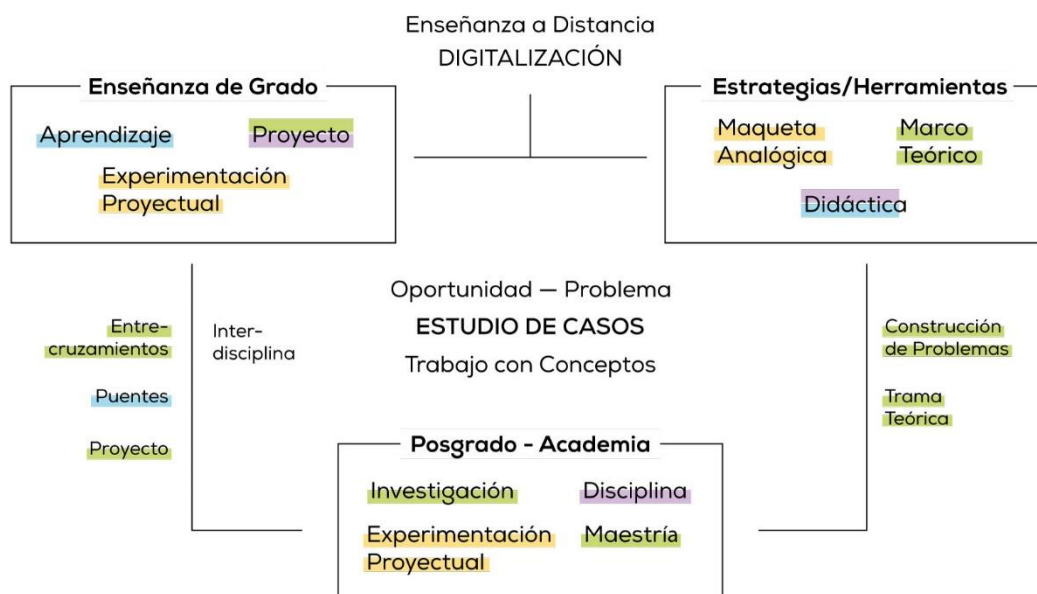 Enseñanza a Distancia
DIGITALIZACIÓN
Enseñanza de Grado
Aprendizaje
Proyecto
Experimentación
Proyectual
Estrategias/Herramientas
Maqueta
Analógica
Marco
Teórico
Didáctica
Entre-
cruzamientos
Puentes
Proyecto
Inter-
disciplina
Oportunidad — Problema
ESTUDIO DE CASOS
Trabajo con Conceptos
Construcción
de Problemas
Trama
Teórica
Posgrado - Academia
Investigación
Disciplina
Experimentación
Proyectual
Maestría